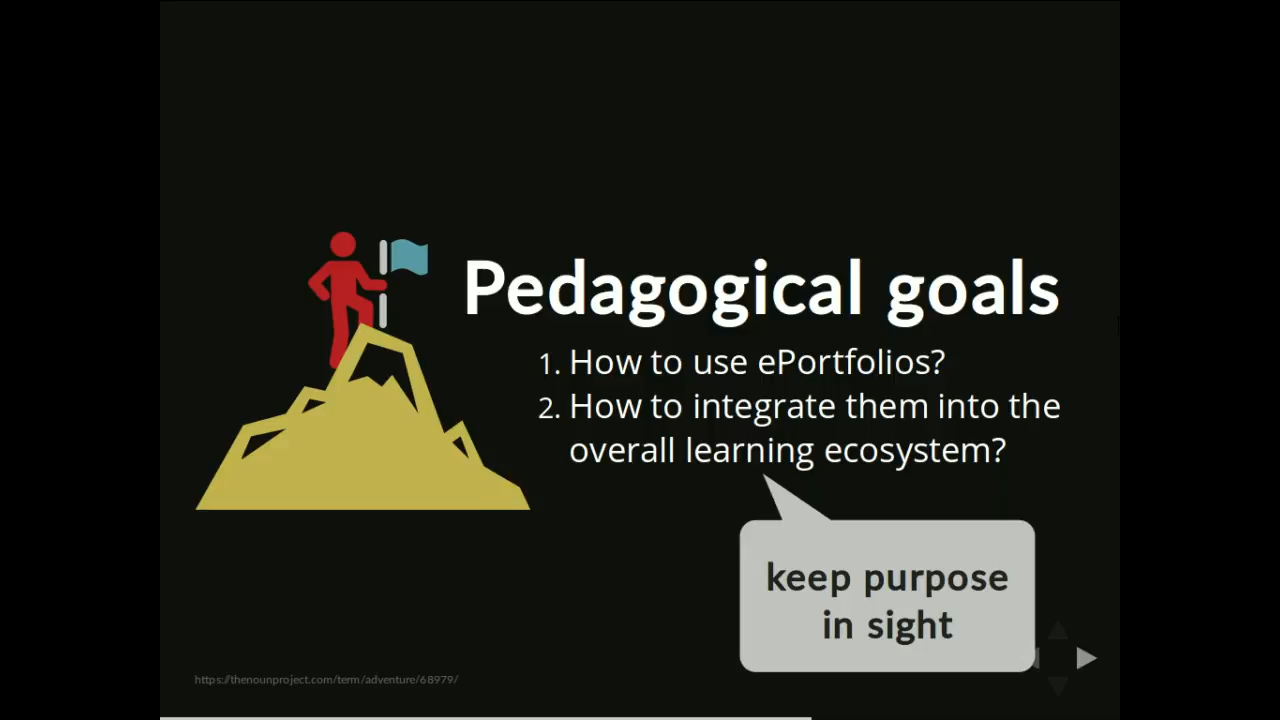 Pedagogical goals
1. How to use ePortfolios?
2. How to integrate them into the
overall learning ecosystem?
keep purpose
in sight
https://thenounproject.com/term/adventure/68979/